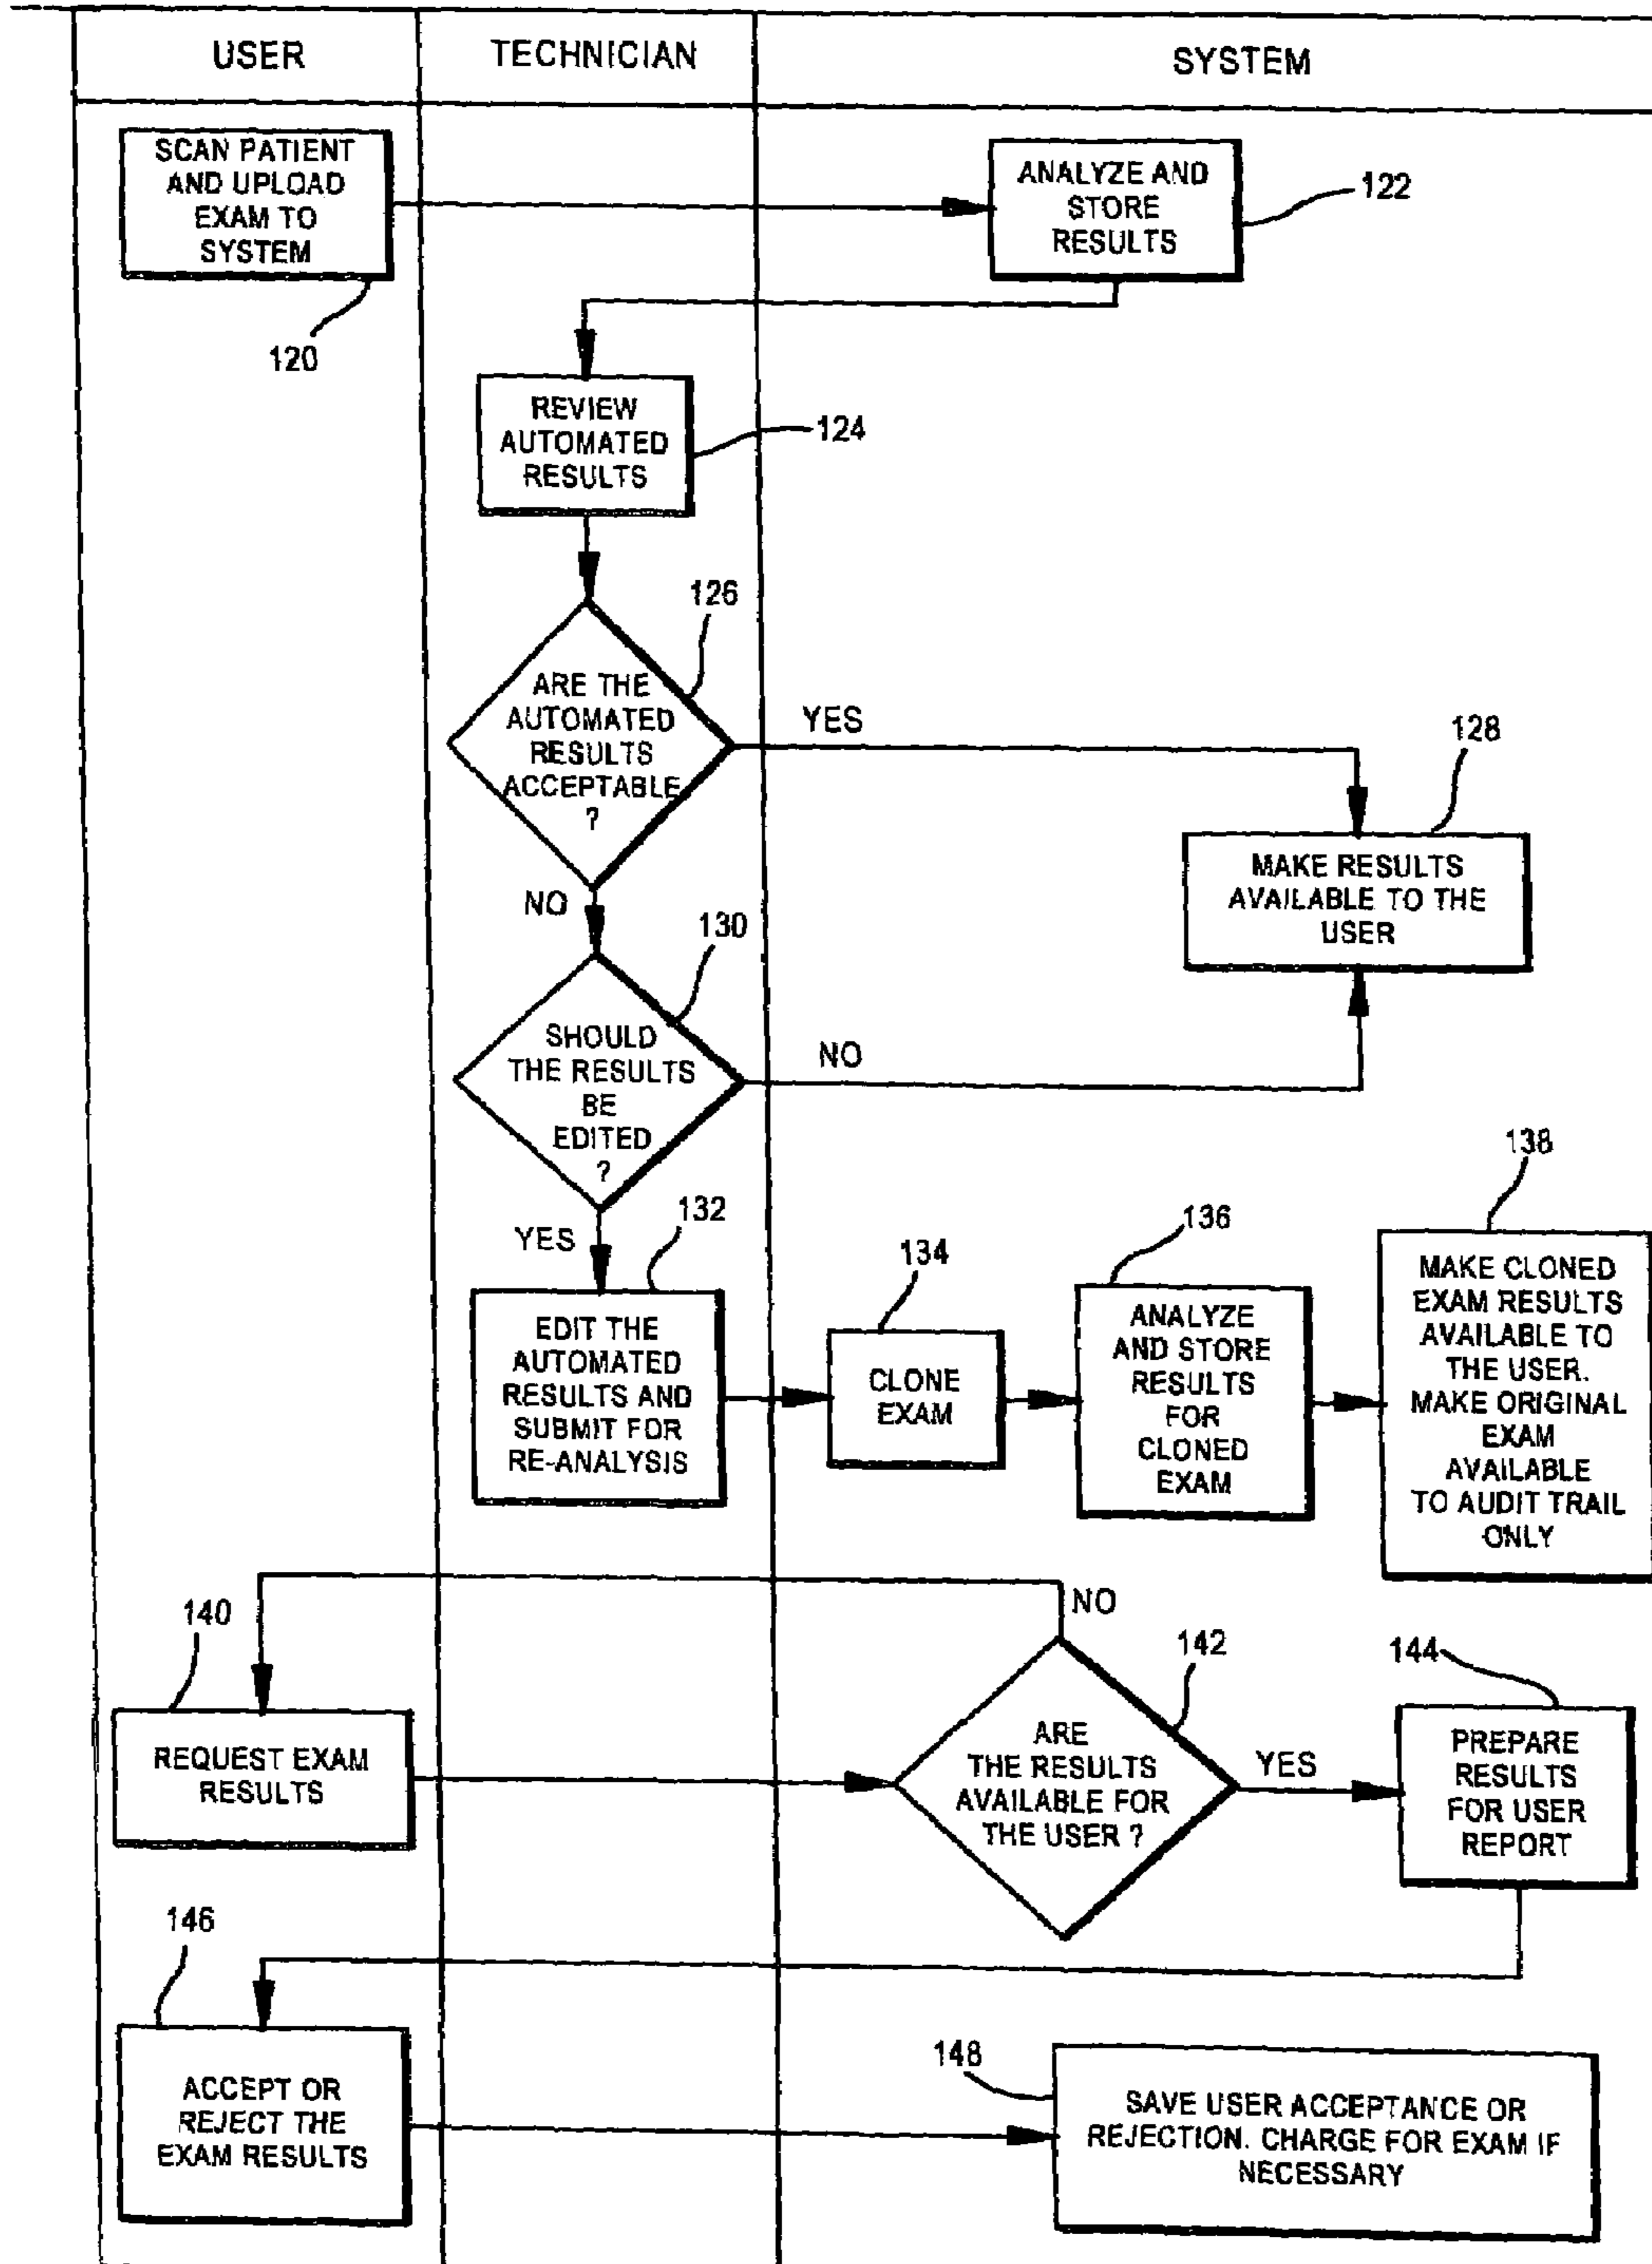 USER
TECHNICIAN
SYSTEM
SCAN PATIENT
AND UPLOAD
EXAM TO
SYSTEM
120
ANALYZE AND
STORE
RESULTS
122
REVIEW
AUTOMATED
RESULTS
124
126
ARE THE
AUTOMATED
RESULTS
ACCEPTABLE
?
YES
128
MAKE RESULTS
AVAILABLE TO THE
USER
NO
130
SHOULD
THE RESULTS
BE
EDITED
?
NO
YES
132
EDIT THE
AUTOMATED
RESULTS AND
SUBMIT FOR
RE-ANALYSIS
134
CLONE
EXAM
136
ANALYZE
AND STORE
RESULTS
FOR
CLONED
EXAM
138
MAKE CLONED
EXAM RESULTS
AVAILABLE TO
THE USER.
MAKE ORIGINAL
EXAM
AVAILABLE
TO AUDIT TRAIL
ONLY
140
REQUEST EXAM
RESULTS
NO
142
ARE
THE RESULTS
AVAILABLE FOR
THE USER ?
YES
144
PREPARE
RESULTS
FOR USER
REPORT
146
ACCEPT OR
REJECT THE
EXAM RESULTS
148
SAVE USER ACCEPTANCE OR
REJECTION. CHARGE FOR EXAM IF
NECESSARY